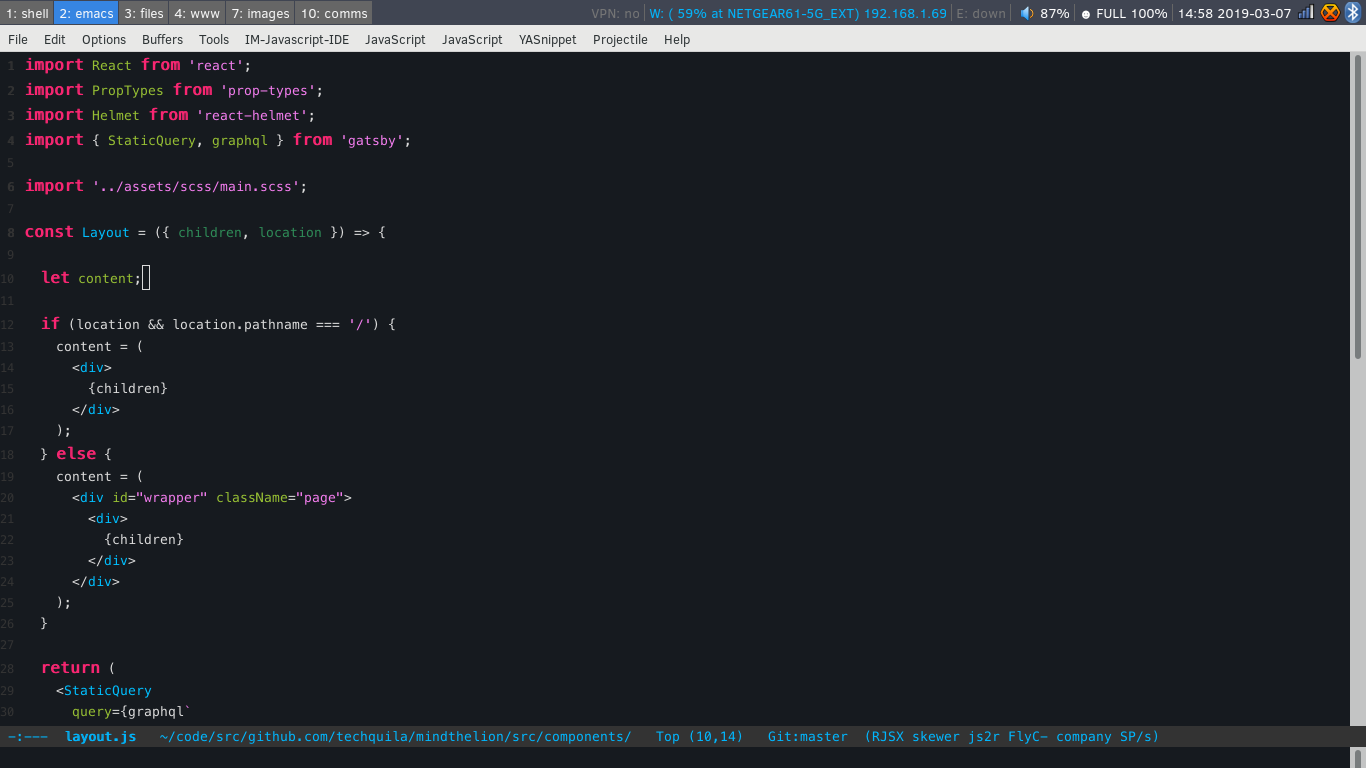 1: shell 2: emacs 3: files 4: www 7: images 10: comms VPN: no W: ( 59% at NETGEAR61-5G_EXT) 192.168.1.69 E: down 87% ☻ FULL 100% 14:58 2019-03-07
File Edit Options Buffers Tools IM-Javascript-IDE JavaScript JavaScript YASnippet Projectile Help
1 import React from 'react';
2 import PropTypes from 'prop-types';
3 import Helmet from 'react-helmet';
4 import { StaticQuery, graphql } from 'gatsby';
5
6 import '../assets/scss/main.scss';
7
8 const Layout = ({ children, location }) => {
9
10   let content;
11
12   if (location && location.pathname === '/') {
13     content = (
14       <div>
15         {children}
16       </div>
17     );
18   } else {
19     content = (
20       <div id="wrapper" className="page">
21         <div>
22           {children}
23         </div>
24       </div>
25     );
26   }
27
28   return (
29     <StaticQuery
30       query={graphql`
-:--- layout.js ~/code/src/github.com/techquila/mindthelion/src/components/ Top (10,14) Git:master (RJSX skewer js2r FlyC- company SP/s)